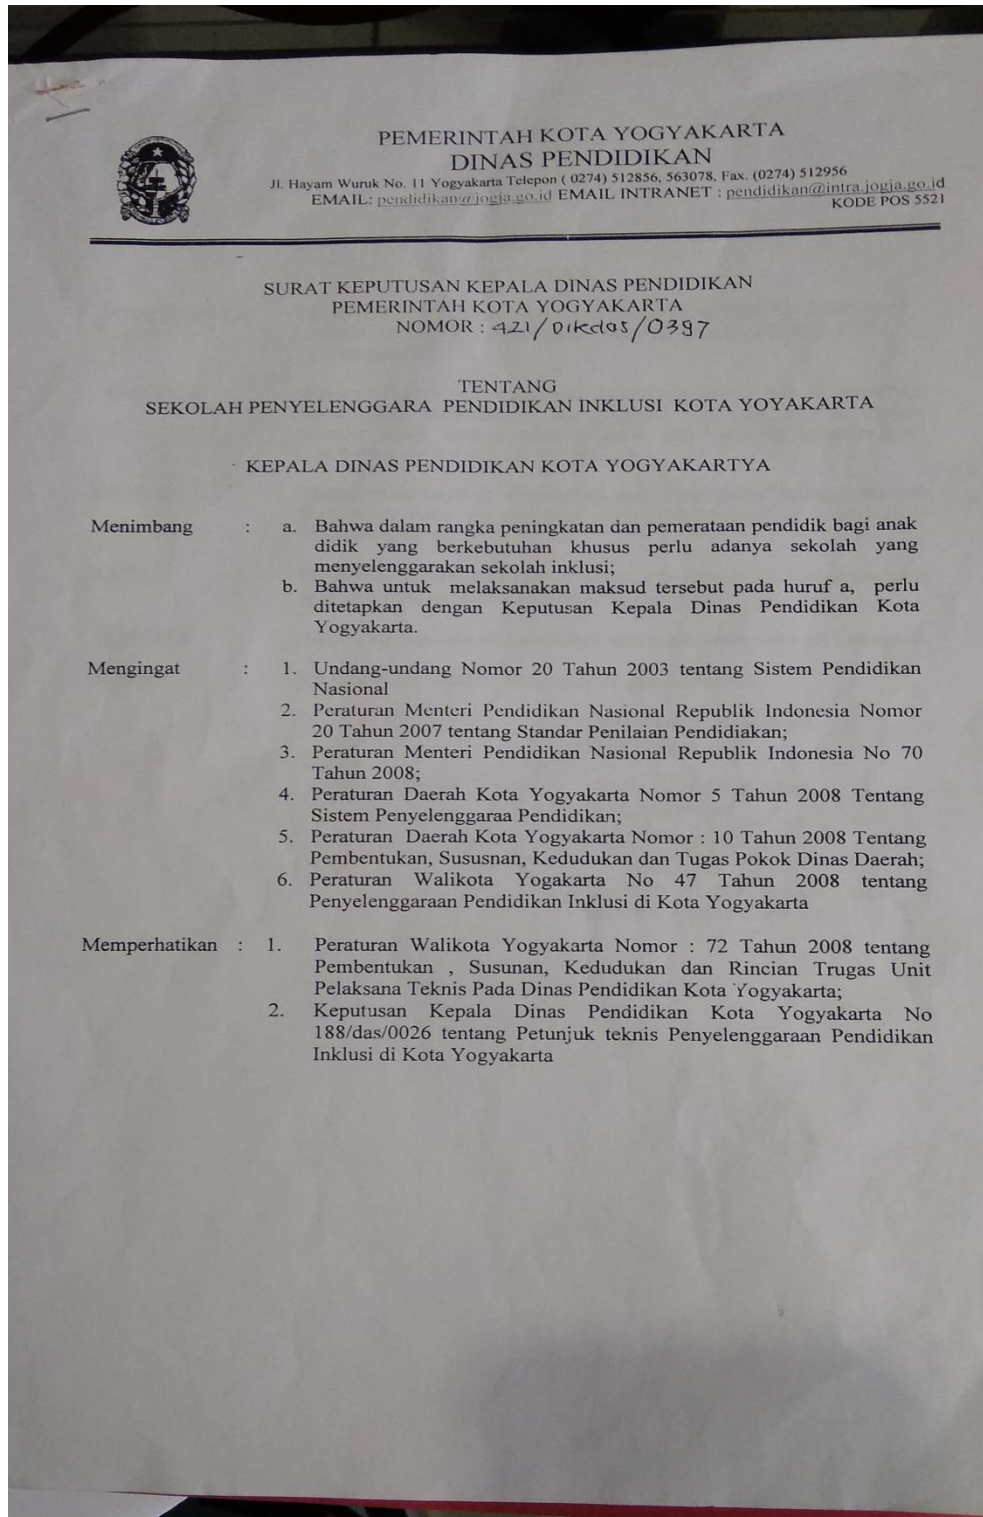 PEMERINTAH KOTA YOGYAKARTA
DINAS PENDIDIKAN
Jl. Hayam Wuruk No. 11 Yogyakarta Telepon ( 0274) 512856, 563078, Fax. (0274) 512956
EMAIL: pendidikan@jogja.go.id EMAIL INTRANET : pendidikan@intra.jogja.go.id
KODE POS 5521
SURAT KEPUTUSAN KEPALA DINAS PENDIDIKAN
PEMERINTAH KOTA YOGYAKARTA
NOMOR : 421/Dikdas/0397
TENTANG
SEKOLAH PENYELENGGARA PENDIDIKAN INKLUSI KOTA YOYAKARTA
KEPALA DINAS PENDIDIKAN KOTA YOGYAKARTYA
Menimbang : a. Bahwa dalam rangka peningkatan dan pemerataan pendidik bagi anak
didik yang berkebutuhan khusus perlu adanya sekolah yang
menyelenggarakan sekolah inklusi;
b. Bahwa untuk melaksanakan maksud tersebut pada huruf a, perlu
ditetapkan dengan Keputusan Kepala Dinas Pendidikan Kota
Yogyakarta.
Mengingat : 1. Undang-undang Nomor 20 Tahun 2003 tentang Sistem Pendidikan
Nasional
2. Peraturan Menteri Pendidikan Nasional Republik Indonesia Nomor
20 Tahun 2007 tentang Standar Penilaian Pendidiakan;
3. Peraturan Menteri Pendidikan Nasional Republik Indonesia No 70
Tahun 2008;
4. Peraturan Daerah Kota Yogyakarta Nomor 5 Tahun 2008 Tentang
Sistem Penyelenggaraa Pendidikan;
5. Peraturan Daerah Kota Yogyakarta Nomor : 10 Tahun 2008 Tentang
Pembentukan, Sususnan, Kedudukan dan Tugas Pokok Dinas Daerah;
6. Peraturan Walikota Yogakarta No 47 Tahun 2008 tentang
Penyelenggaraan Pendidikan Inklusi di Kota Yogyakarta
Memperhatikan : 1. Peraturan Walikota Yogyakarta Nomor : 72 Tahun 2008 tentang
Pembentukan , Susunan, Kedudukan dan Rincian Trugas Unit
Pelaksana Teknis Pada Dinas Pendidikan Kota Yogyakarta;
2. Keputusan Kepala Dinas Pendidikan Kota Yogyakarta No
188/das/0026 tentang Petunjuk teknis Penyelenggaraan Pendidikan
Inklusi di Kota Yogyakarta